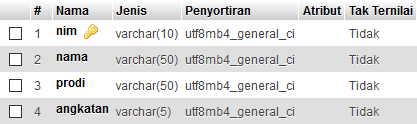 # Nama Jenis Penyortiran Atribut Tak Ternilai
1 nim varchar(10) utf8mb4_general_ci Tidak
2 nama varchar(50) utf8mb4_general_ci Tidak
3 prodi varchar(50) utf8mb4_general_ci Tidak
4 angkatan varchar(5) utf8mb4_general_ci Tidak